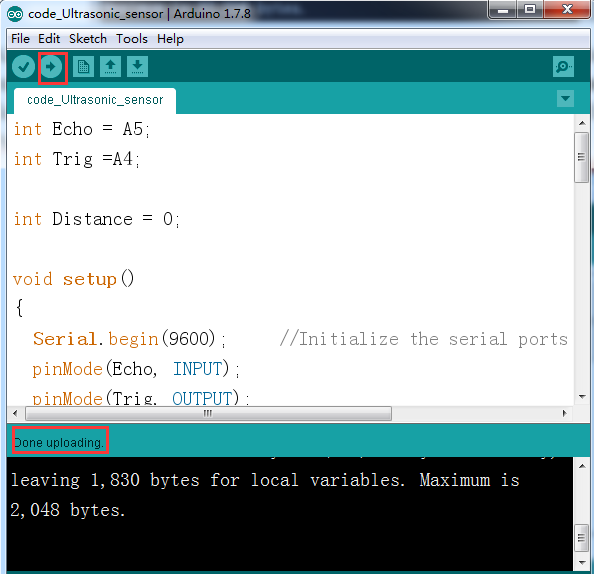 code_Ultrasonic_sensor | Arduino 1.7.8
File Edit Sketch Tools Help
code_Ultrasonic_sensor
int Echo = A5;
int Trig =A4;
int Distance = 0;
void setup()
{
Serial.begin(9600); //Initialize the serial ports
pinMode(Echo, INPUT);
pinMode(Trig, OUTPUT);
Done uploading.
leaving 1,830 bytes for local variables. Maximum is
2,048 bytes.